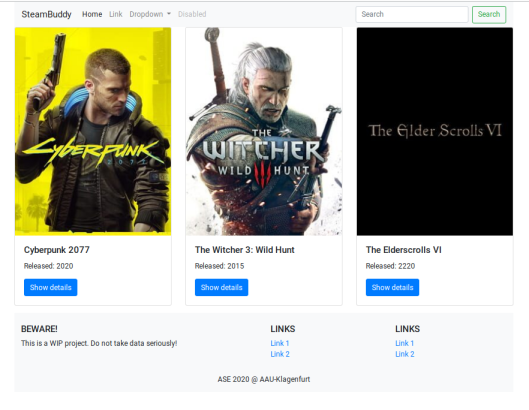 SteamBuddy Home Link Dropdown Disabled Search Search
CYBERPUNK
2077
THE
WITCHER
WILD HUNT
The Elder Scrolls VI
Cyberpunk 2077
Released: 2020
Show details
The Witcher 3: Wild Hunt
Released: 2015
Show details
The Elderscrolls VI
Released: 2220
Show details
BEWARE!
This is a WIP project. Do not take data seriously!
LINKS
Link 1
Link 2
LINKS
Link 1
Link 2
ASE 2020 @ AAU-Klagenfurt